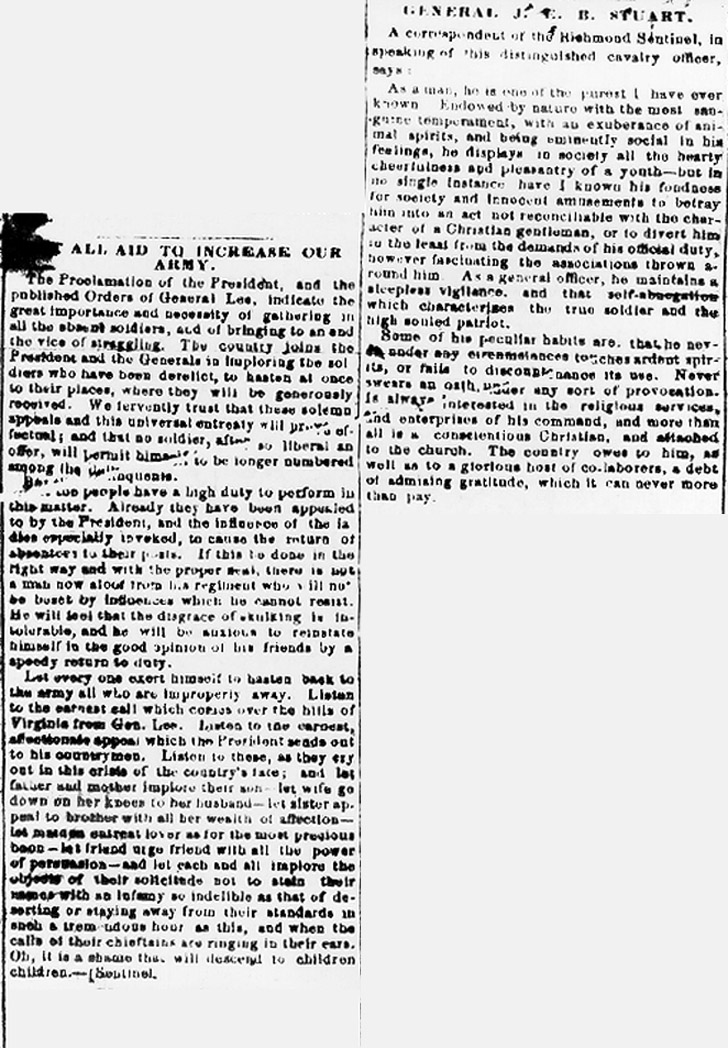 ALL AID TO INCREASE OUR
ARMY.
The Proclamation of the President, and the
published Orders of General Lee, indicate the
great importance and necessity of gathering in
all the absent soldiers, and of bringing to an end
the vice of straggling. The country joins the
President and the Generals in imploring the sol
diers who have been derelict, to hasten at once
to their places, where they will be generously
received. We fervently trust that these solemn
appeals and this universal entreaty will prove ef-
fectual; and that no soldier, after so liberal an
offer, will permit himself to be longer numbered
among the delinquents.
the people have a high duty to perform in
this matter. Already they have been appealed
to by the President, and the influence of the la
dies especially invoked, to cause the return of
absentees to their posts. If this be done in the
right way and with the proper zeal, there is not
a man now aloof from his regiment who will not
be beset by influences which he cannot resist.
He will feel that the disgrace of skulking is in-
tolerable, and he will be anxious to reinstate
himself in the good opinion of his friends by a
speedy return to duty.
Let every one exert himself to hasten back to
the army all who are improperly away. Listen
to the earnest call which comes over the hills of
Virginia from Gen. Lee. Listen to the earnest,
affectionate appeal which the President sends out
to his countrymen. Listen to these, as they cry
out in this crisis of the country's fate; and let
father and mother implore their son—let wife go
down on her knees to her husband—let sister ap-
peal to brother with all her wealth of affection—
let maiden entreat lover as for the most precious
boon—let friend urge friend with all the power
of persuasion—and let each and all implore the
objects of their solicitude not to stain their
names with an infamy so indelible as that of de-
serting or staying away from their standards in
such a tremendous hour as this, and when the
calls of their chieftains are ringing in their ears.
Oh, it is a shame that will descend to children
children.—[Sentinel.
GENERAL J. E. B. STUART.
A correspondent of the Richmond Sentinel, in
speaking of this distinguished cavalry officer,
says:
As a man, he is one of the purest I have ever
known Endowed by nature with the most san-
guine temperament, with an exuberance of ani-
mal spirits, and being eminently social in his
feelings, he displays in society all the hearty
cheerfulness and pleasantry of a youth—but in
no single instance have I known his fondness
for society and innocent amusements to betray
him into an act not reconcilable with the char-
acter of a Christian gentleman, or to divert him
in the least from the demands of his official duty,
however fascinating the associations thrown a-
round him. As a general officer, he maintains a
sleepless vigilance, and that self-abnegation
which characterizes the true soldier and the
high souled patriot.
Some of his peculiar habits are, that he nev-
er under any circumstances touches ardent spir-
its, or fails to discountenance its use. Never
swears an oath, under any sort of provocation.
Is always interested in the religious services,
and enterprises of his command, and more than
all is a conscientious Christian, and attached
to the church. The country owes to him, as
well as to a glorious host of co-laborers, a debt
of admiring gratitude, which it can never more
than pay.